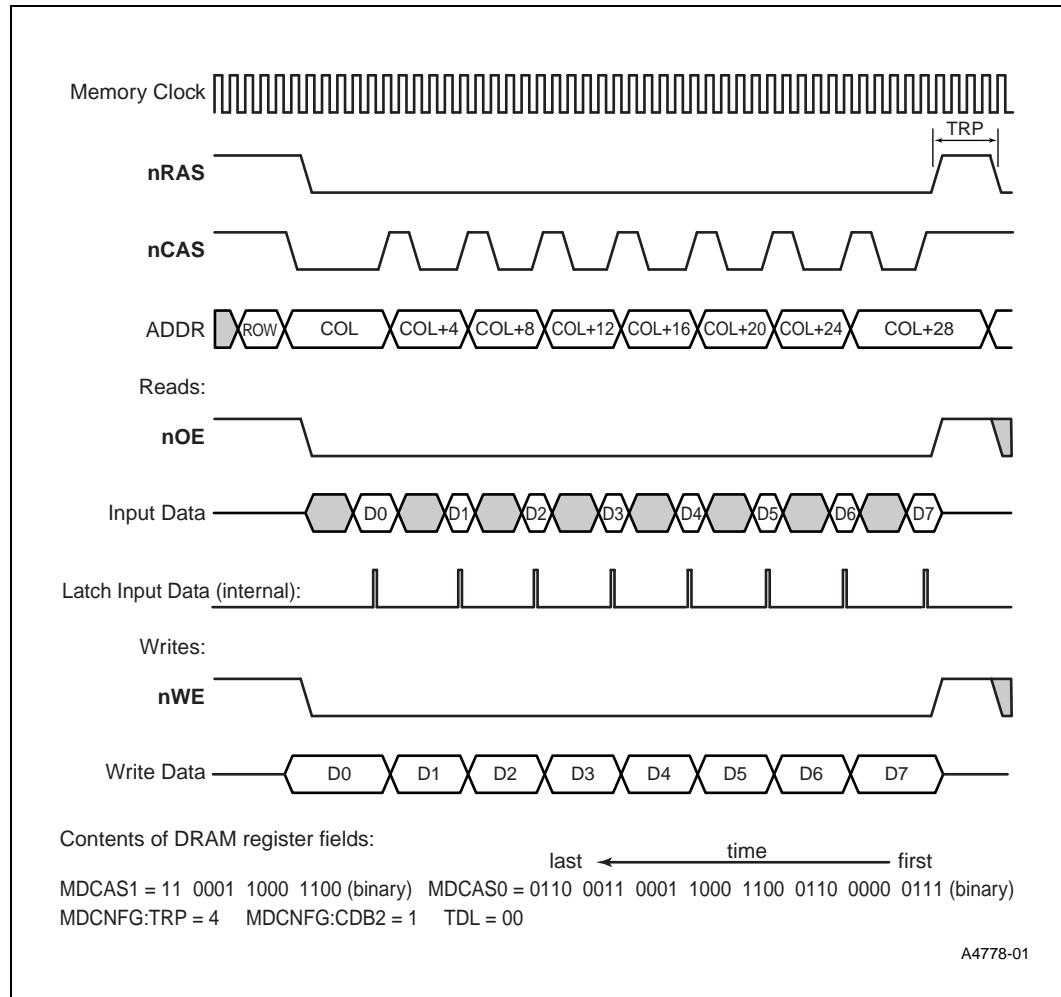 Memory Clock
TRP
nRAS
nCAS
ADDR ROW COL COL+4 COL+8 COL+12 COL+16 COL+20 COL+24 COL+28
Reads:
nOE
Input Data D0 D1 D2 D3 D4 D5 D6 D7
Latch Input Data (internal):
Writes:
nWE
Write Data D0 D1 D2 D3 D4 D5 D6 D7
Contents of DRAM register fields:
last time first
MDCAS1 = 11 0001 1000 1100 (binary) MDCAS0 = 0110 0011 0001 1000 1100 0110 0000 0111 (binary)
MDCNFG:TRP = 4 MDCNFG:CDB2 = 1 TDL = 00
A4778-01